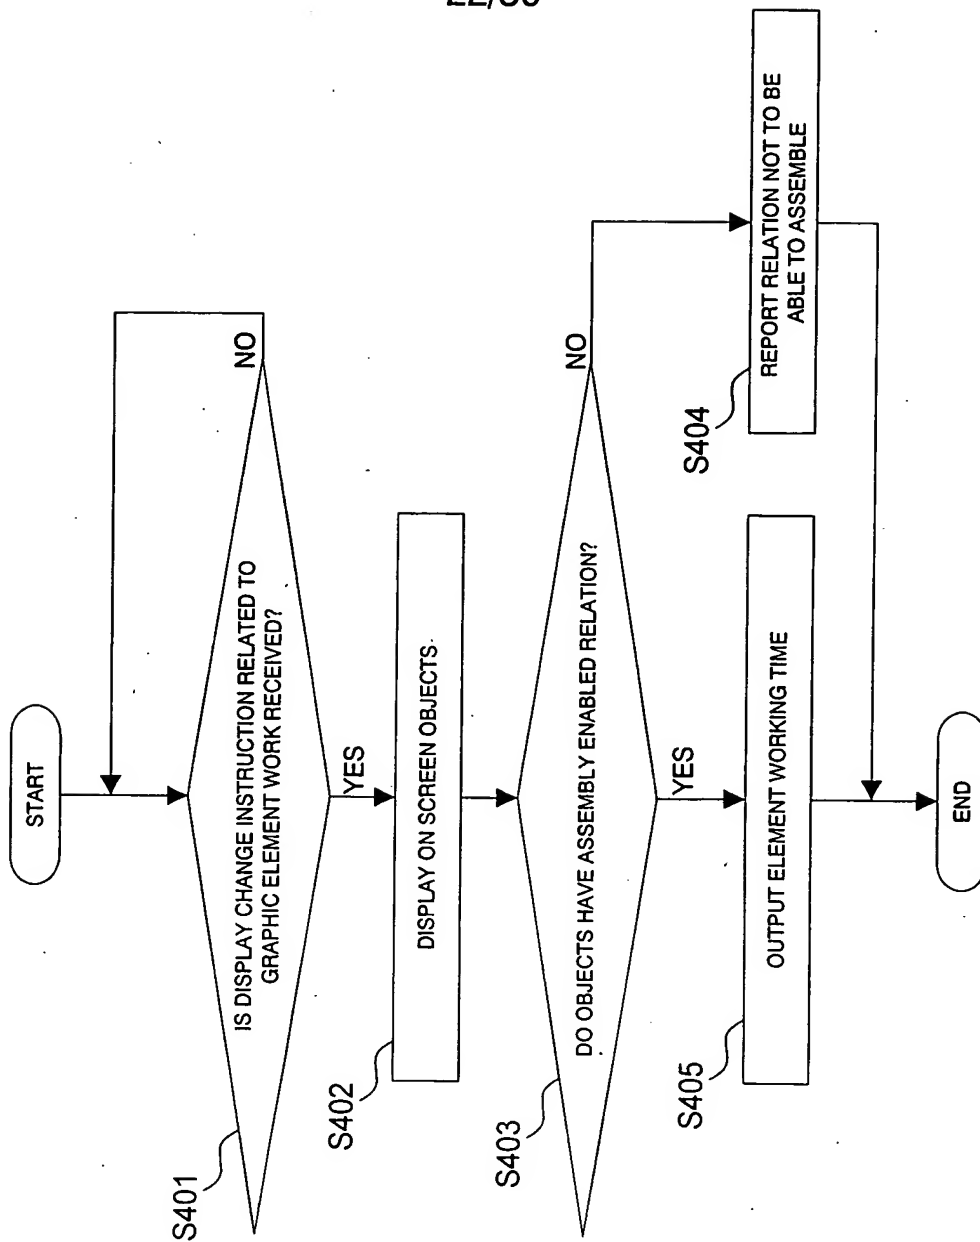 START
S401
IS DISPLAY CHANGE INSTRUCTION RELATED TO
GRAPHIC ELEMENT WORK RECEIVED?
NO
YES
S402
DISPLAY ON SCREEN OBJECTS
S403
DO OBJECTS HAVE ASSEMBLY ENABLED RELATION?
NO
YES
S404
REPORT RELATION NOT TO BE
ABLE TO ASSEMBLE
S405
OUTPUT ELEMENT WORKING TIME
END